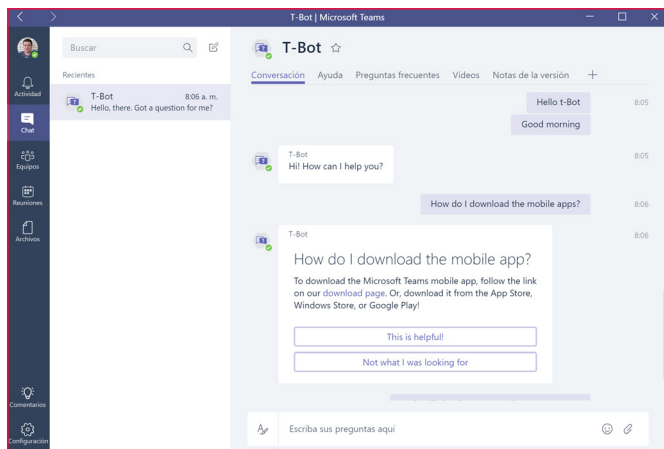 T-Bot | Microsoft Teams
Buscar
Recientes
T-Bot 8:06 a. m.
Hello, there. Got a question for me?
Actividad
Chat
Equipos
Reuniones
Archivos
Comentarios
Configuración
T-Bot
Conversación Ayuda Preguntas frecuentes Videos Notas de la versión
Hello t-Bot 8:05
Good morning
T-Bot 8:05
Hi! How can I help you?
How do I download the mobile apps? 8:06
T-Bot 8:06
How do I download the mobile app?
To download the Microsoft Teams mobile app, follow the link
on our download page. Or, download it from the App Store,
Windows Store, or Google Play!
This is helpful!
Not what I was looking for
Escriba sus preguntas aquí